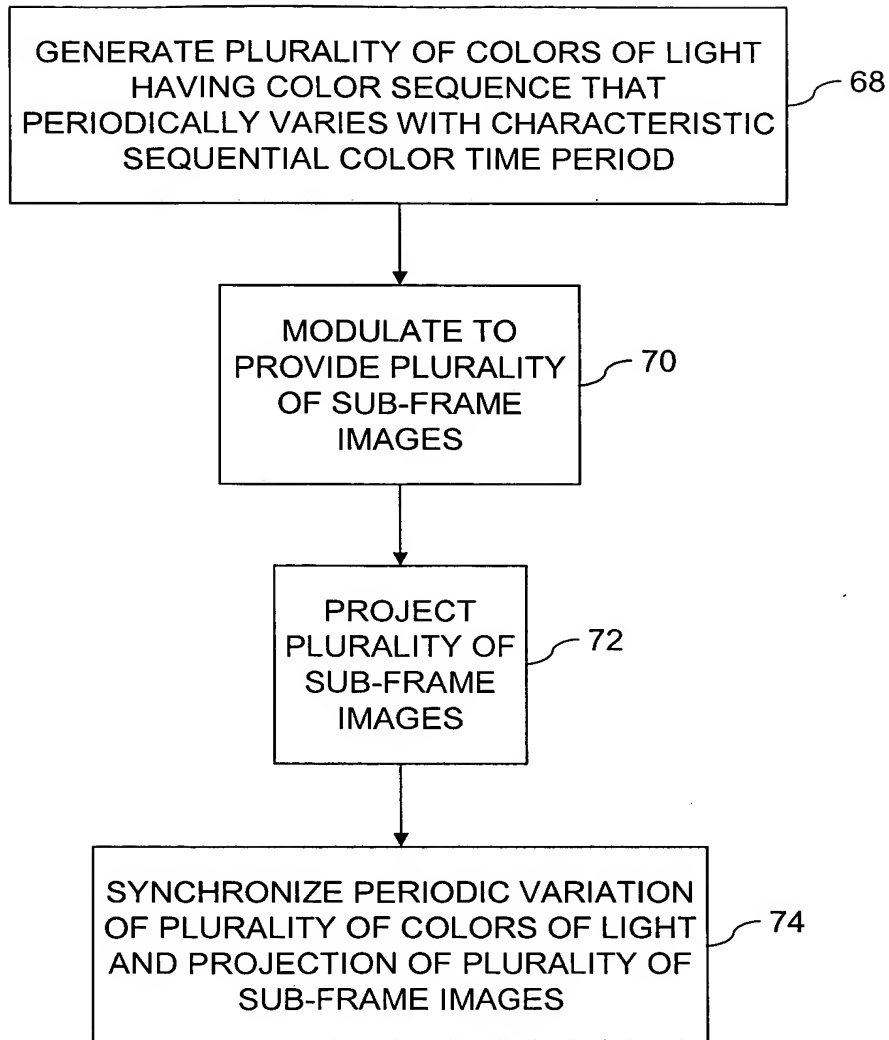 GENERATE PLURALITY OF COLORS OF LIGHT
HAVING COLOR SEQUENCE THAT
PERIODICALLY VARIES WITH CHARACTERISTIC
SEQUENTIAL COLOR TIME PERIOD
68
MODULATE TO
PROVIDE PLURALITY
OF SUB-FRAME
IMAGES
70
PROJECT
PLURALITY OF
SUB-FRAME
IMAGES
72
SYNCHRONIZE PERIODIC VARIATION
OF PLURALITY OF COLORS OF LIGHT
AND PROJECTION OF PLURALITY OF
SUB-FRAME IMAGES
74